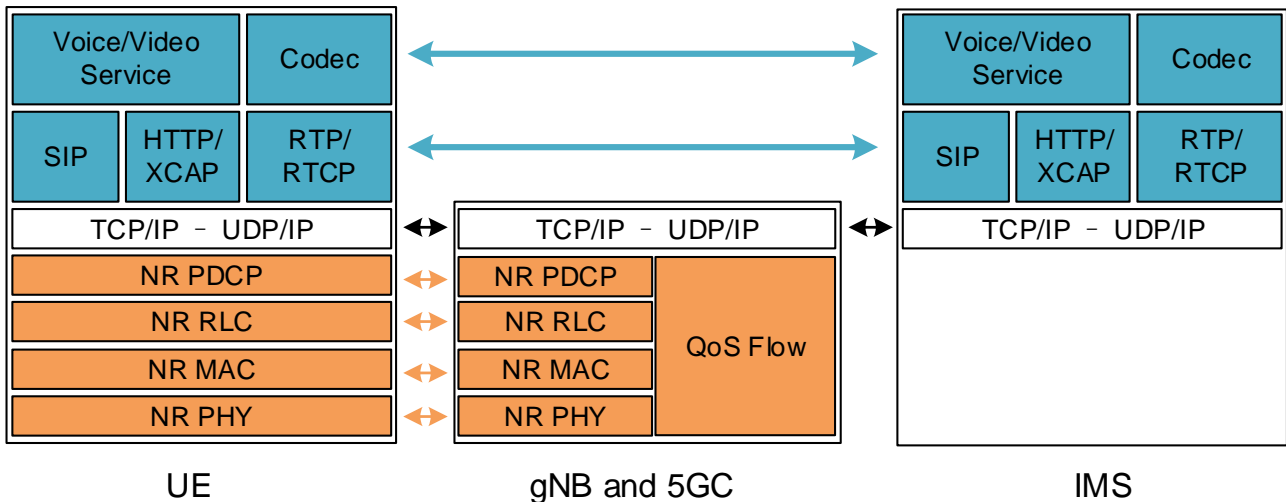 Voice/Video
Service
Codec
SIP
HTTP/
XCAP
RTP/
RTCP
TCP/IP - UDP/IP
NR PDCP
NR RLC
NR MAC
NR PHY
UE
TCP/IP - UDP/IP
NR PDCP
NR RLC
NR MAC
NR PHY
QoS Flow
gNB and 5GC
Voice/Video
Service
Codec
SIP
HTTP/
XCAP
RTP/
RTCP
TCP/IP - UDP/IP
IMS